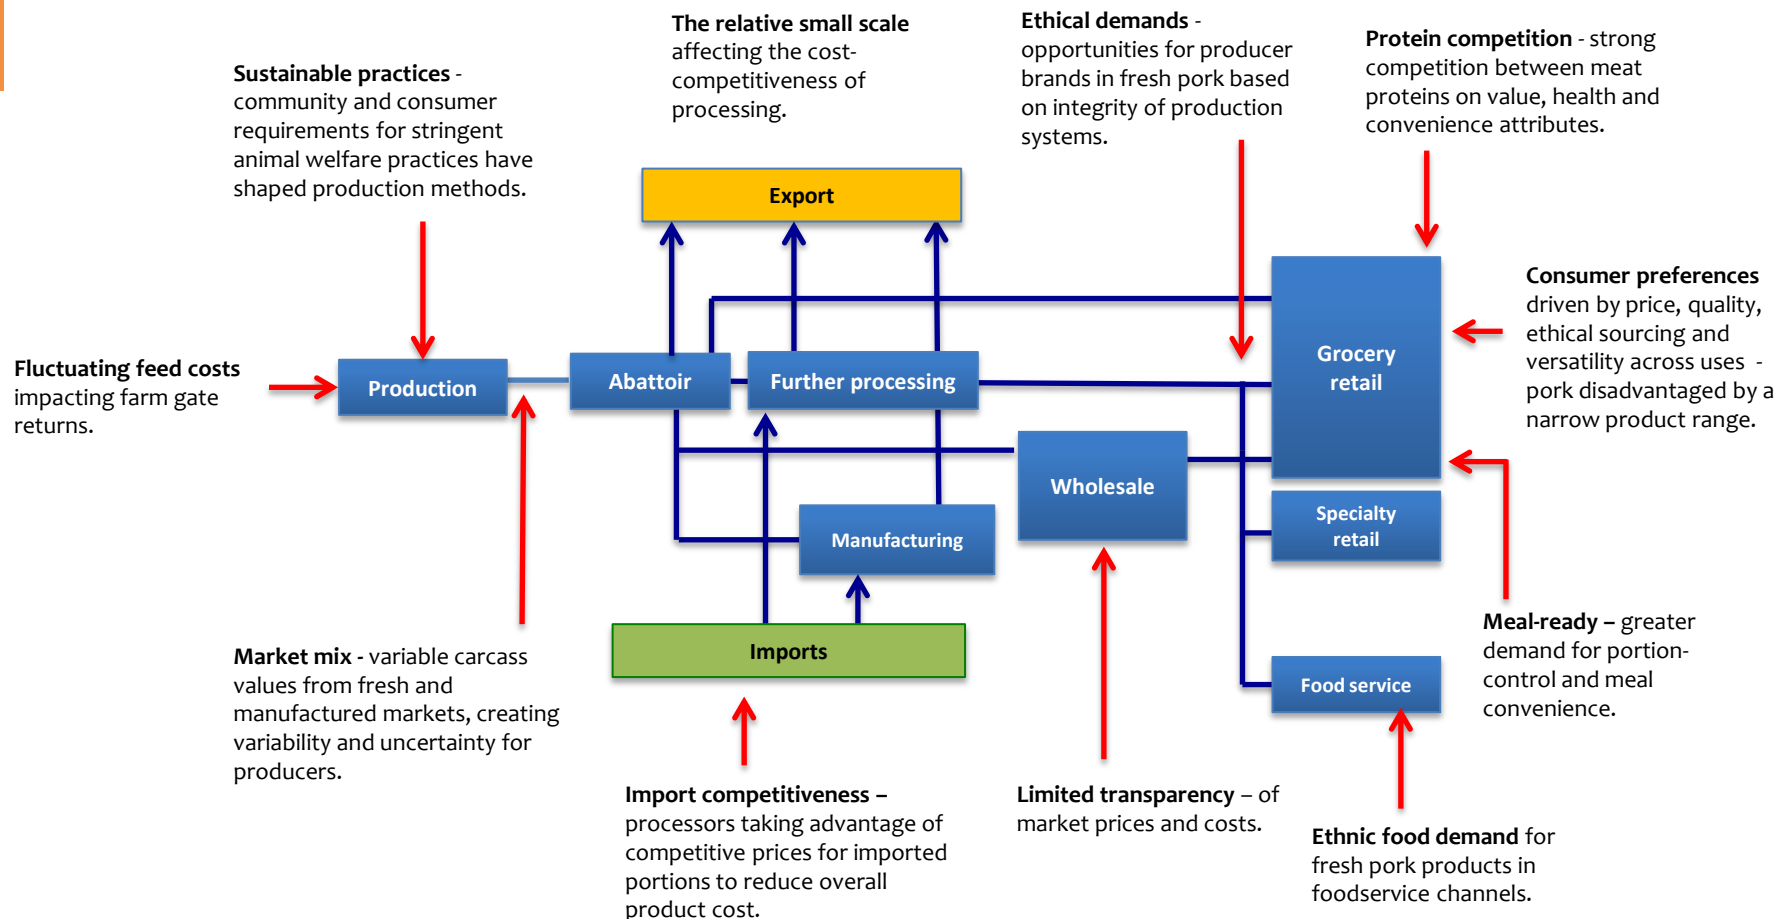 The relative small scale
affecting the cost-
competitiveness of
processing.
Ethical demands -
opportunities for producer
brands in fresh pork based
on integrity of production
systems.
Protein competition - strong
competition between meat
proteins on value, health and
convenience attributes.
Sustainable practices -
community and consumer
requirements for stringent
animal welfare practices have
shaped production methods.
Export
Consumer preferences
driven by price, quality,
ethical sourcing and
versatility across uses -
pork disadvantaged by a
narrow product range.
Fluctuating feed costs
impacting farm gate
returns.
Production
Abattoir
Further processing
Grocery
retail
Wholesale
Manufacturing
Specialty
retail
Imports
Food service
Market mix - variable carcass
values from fresh and
manufactured markets, creating
variability and uncertainty for
producers.
Meal-ready – greater
demand for portion-
control and meal
convenience.
Import competitiveness –
processors taking advantage of
competitive prices for imported
portions to reduce overall
product cost.
Limited transparency – of
market prices and costs.
Ethnic food demand for
fresh pork products in
foodservice channels.